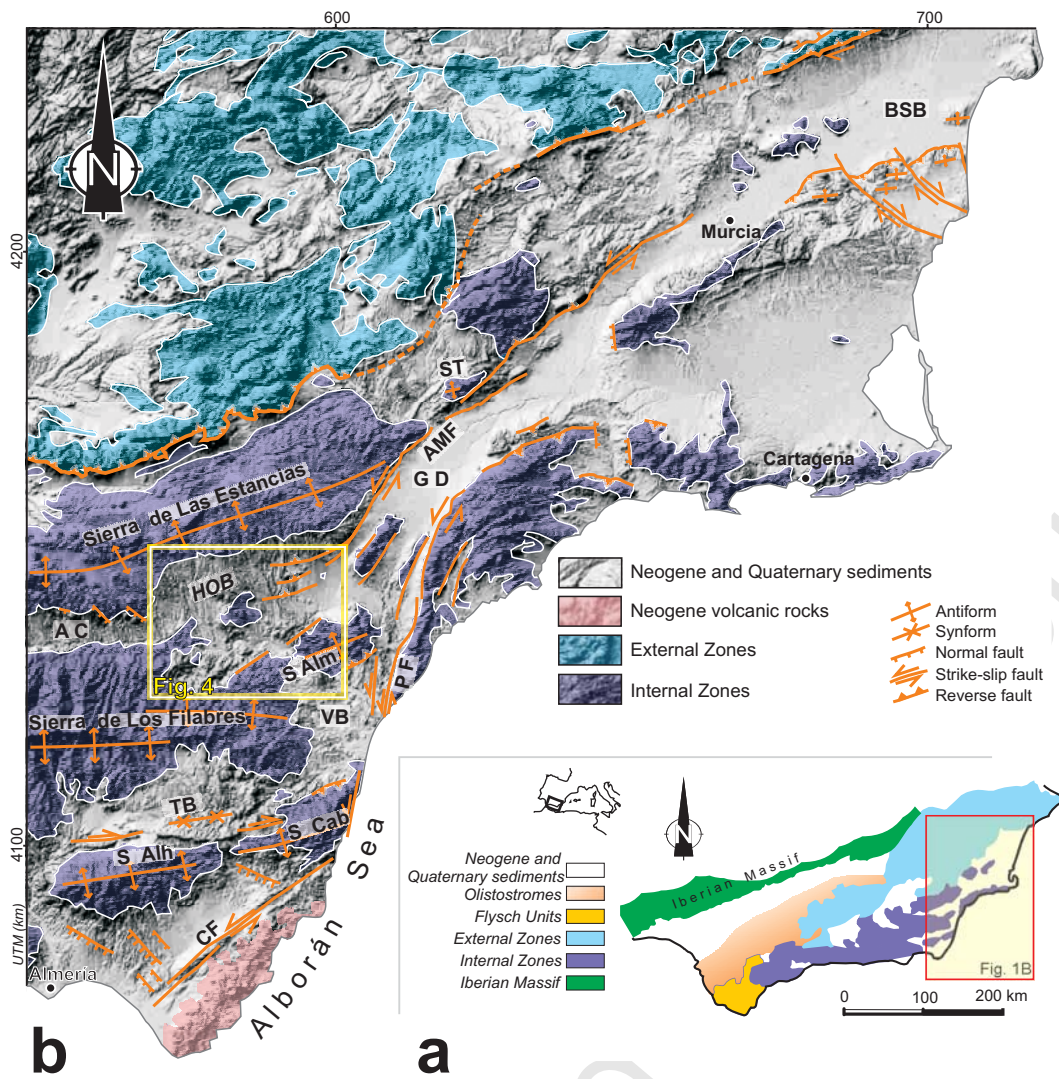 600
700
BSB
N
4200
Murcia
ST
AMF
G D
Cartagena
Sierra de Las Estancias
HOB
A C
S Alm
Fig. 4
P F
VB
Sierra de Los Filabres
TB
S Cab
4100
S Alh
CF
UTM (km)
Almería
Alborán Sea
b
Neogene and Quaternary sediments
Neogene volcanic rocks
External Zones
Internal Zones
Antiform
Synform
Normal fault
Strike-slip fault
Reverse fault
N
Neogene and
Quaternary sediments
Olistostromes
Flysch Units
External Zones
Internal Zones
Iberian Massif
Iberian Massif
Fig. 1B
0 100 200 km
a